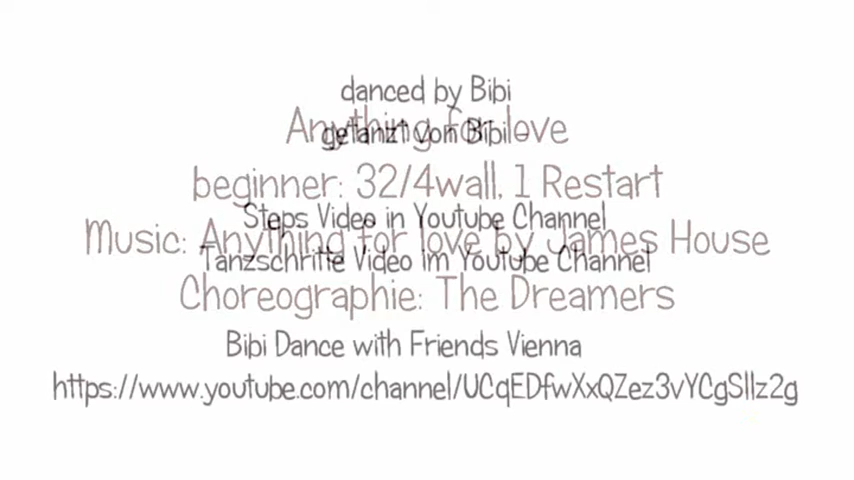 danced by Bibi
Anything for love
getanzt von Bibi
beginner: 32/4wall, 1 Restart
Steps Video in Youtube Channel
Music: Anything for love by James House
Tanzschritte Video im Youtube Channel
Choreographie: The Dreamers
Bibi Dance with Friends Vienna
https://www.youtube.com/channel/UCqEDfwXxQZez3vYCgSllz2g